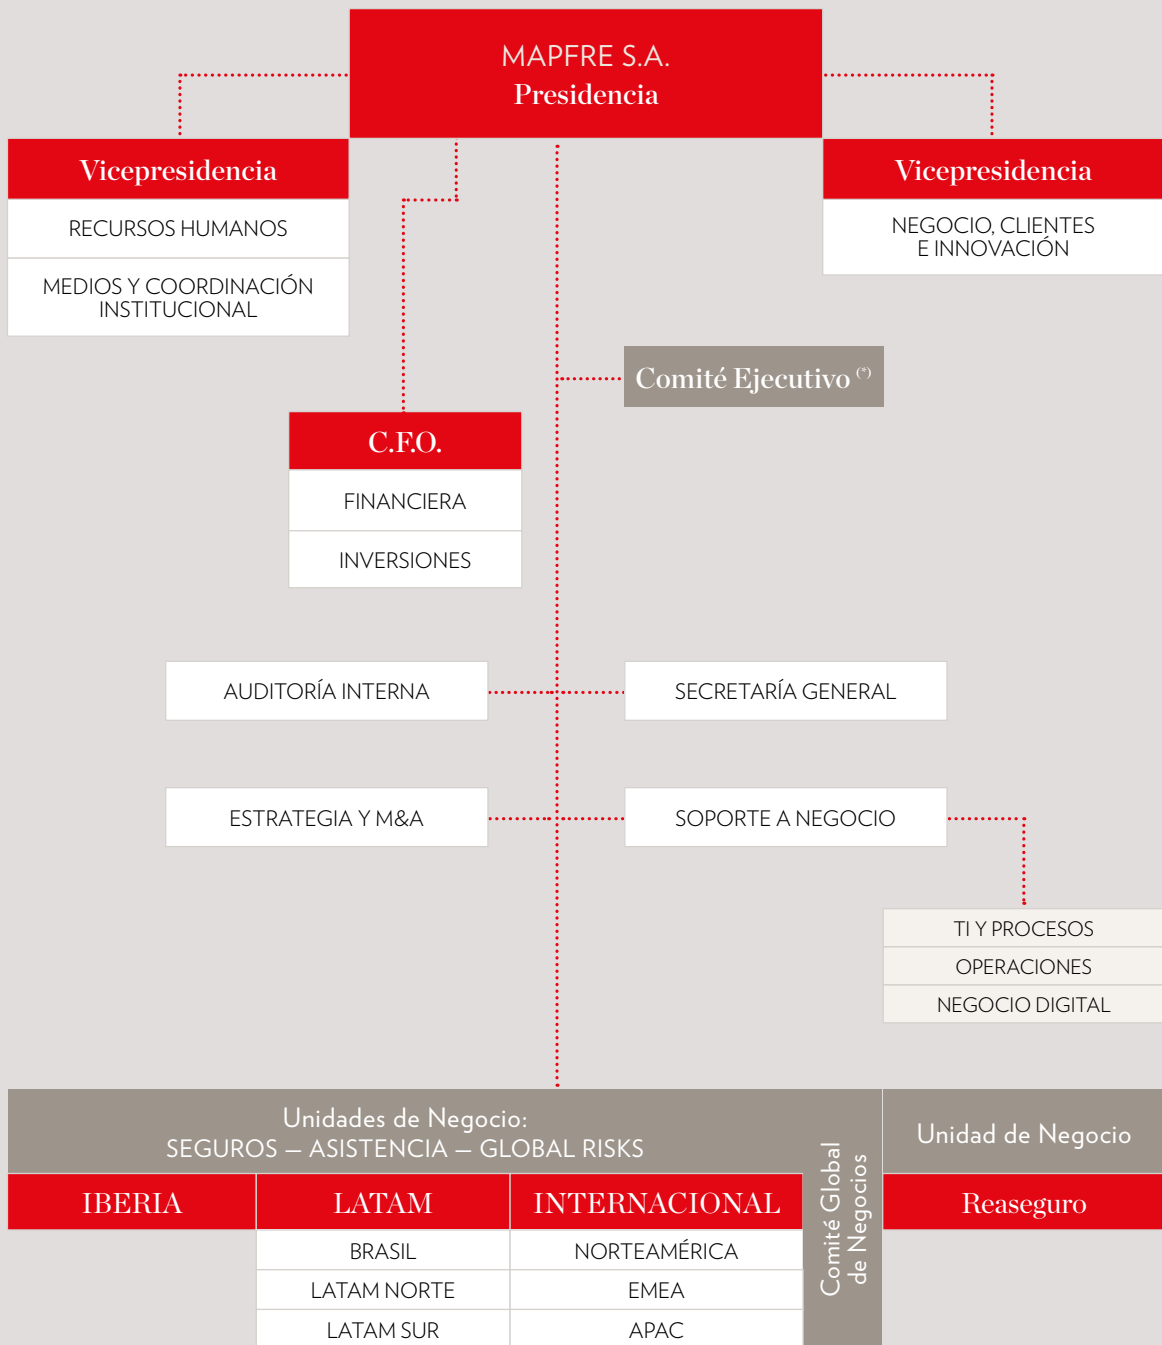 MAPFRE S.A.
Presidencia
Vicepresidencia
RECURSOS HUMANOS
MEDIOS Y COORDINACIÓN
INSTITUCIONAL
Vicepresidencia
NEGOCIO, CLIENTES
E INNOVACIÓN
Comité Ejecutivo (*)
C.F.O.
FINANCIERA
INVERSIONES
AUDITORÍA INTERNA
SECRETARÍA GENERAL
ESTRATEGIA Y M&A
SOPORTE A NEGOCIO
TI Y PROCESOS
OPERACIONES
NEGOCIO DIGITAL
Unidades de Negocio:
SEGUROS — ASISTENCIA — GLOBAL RISKS
IBERIA
LATAM
BRASIL
LATAM NORTE
LATAM SUR
INTERNACIONAL
NORTEAMÉRICA
EMEA
APAC
Comité Global
de Negocios
Unidad de Negocio
Reaseguro